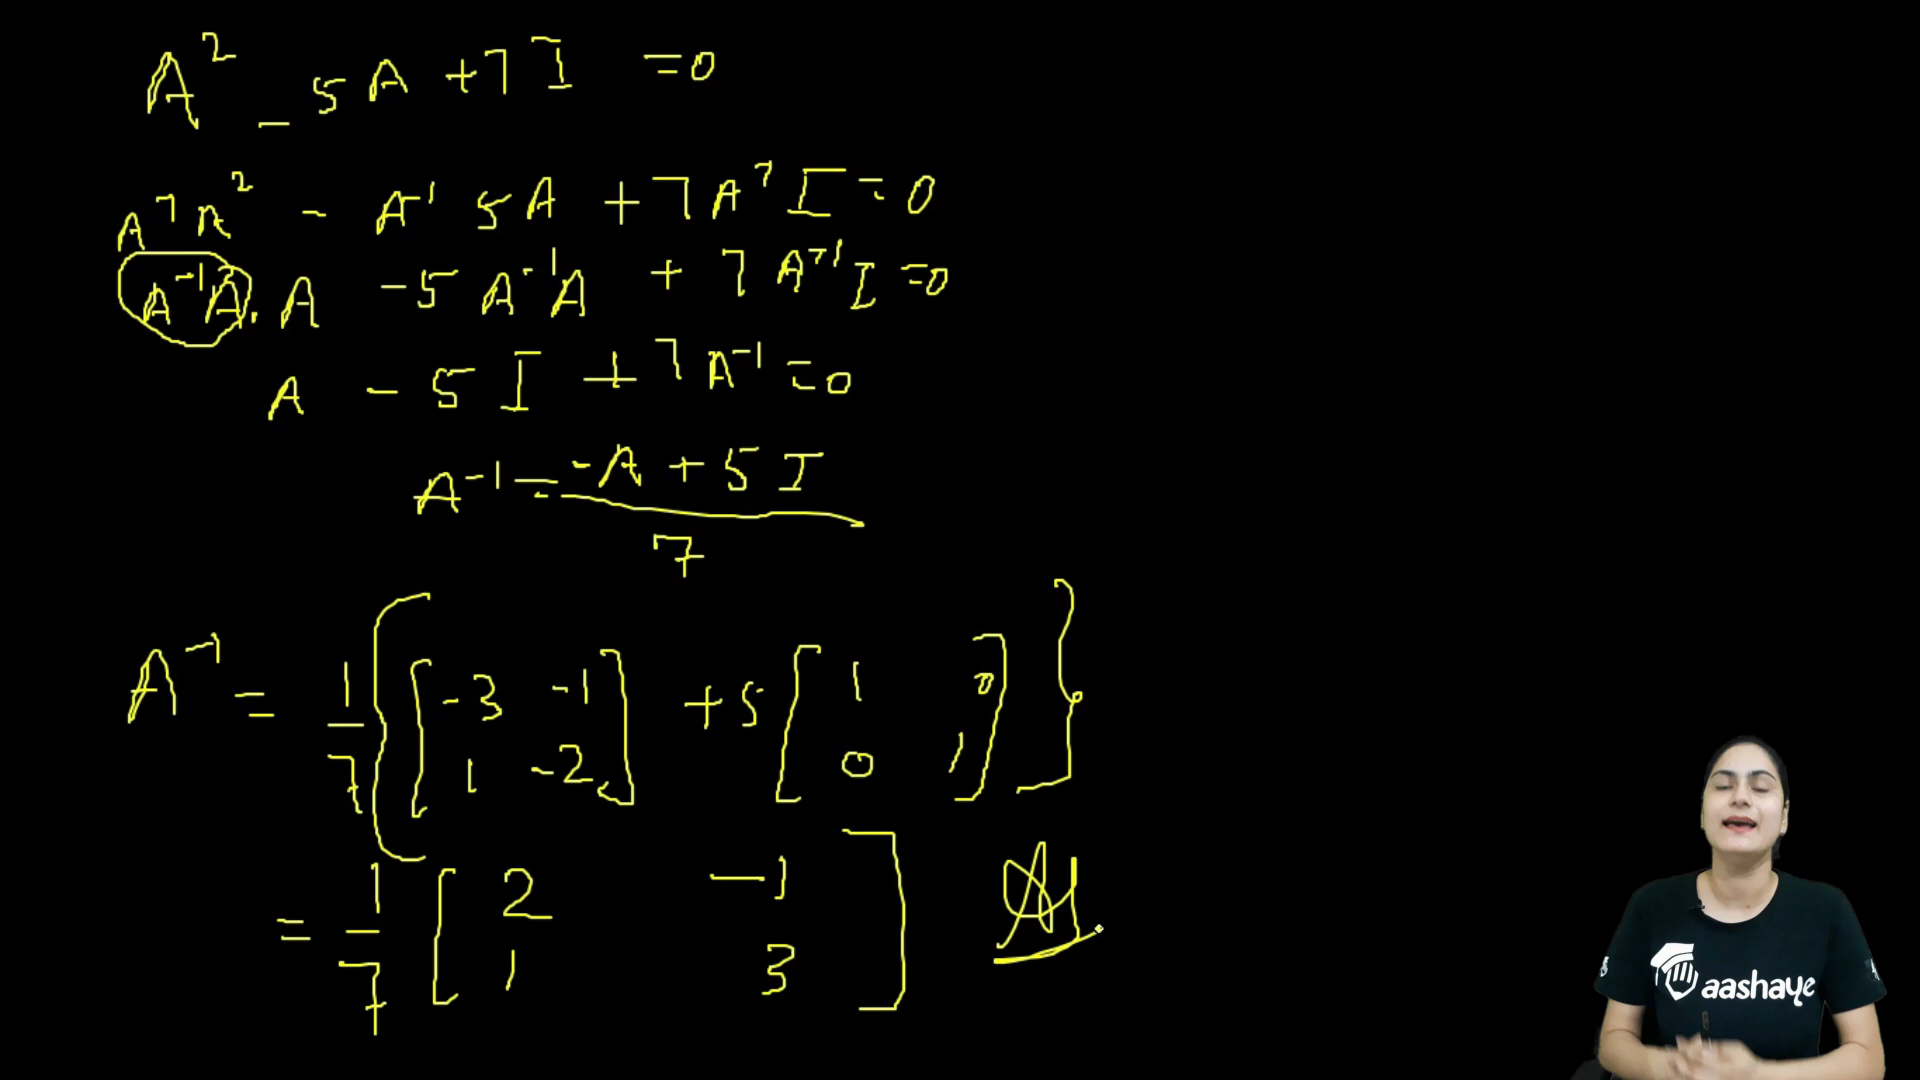 A² - 5A + 7I = 0
A⁻¹A² - A¹ 5A + 7A⁻¹I = 0
A⁻¹A.A - 5A⁻¹A + 7A⁻¹I = 0
A - 5I + 7A⁻¹ = 0
A⁻¹ = -A + 5I
7
A⁻¹ = 1/7 { [ -3 -1
1 -2 ] + 5 [ 1 0
0 1 ] }
= 1/7 [ 2 -1
1 3 ]
aashaye